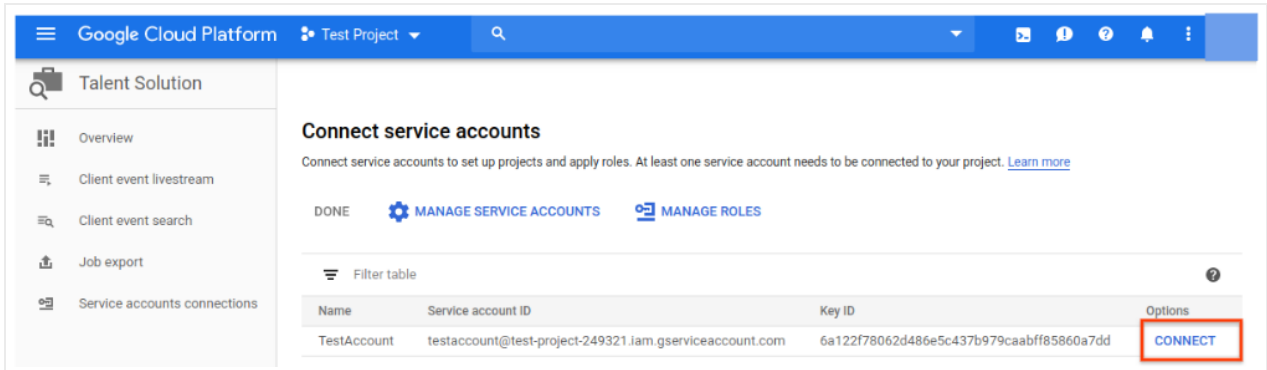 Google Cloud Platform Test Project
Talent Solution
Overview
Client event livestream
Client event search
Job export
Service accounts connections
Connect service accounts
Connect service accounts to set up projects and apply roles. At least one service account needs to be connected to your project. Learn more
DONE MANAGE SERVICE ACCOUNTS MANAGE ROLES
Filter table
Name Service account ID Key ID Options
TestAccount testaccount@test-project-249321.iam.gserviceaccount.com 6a122f78062d486e5c437b979caabff85860a7dd CONNECT